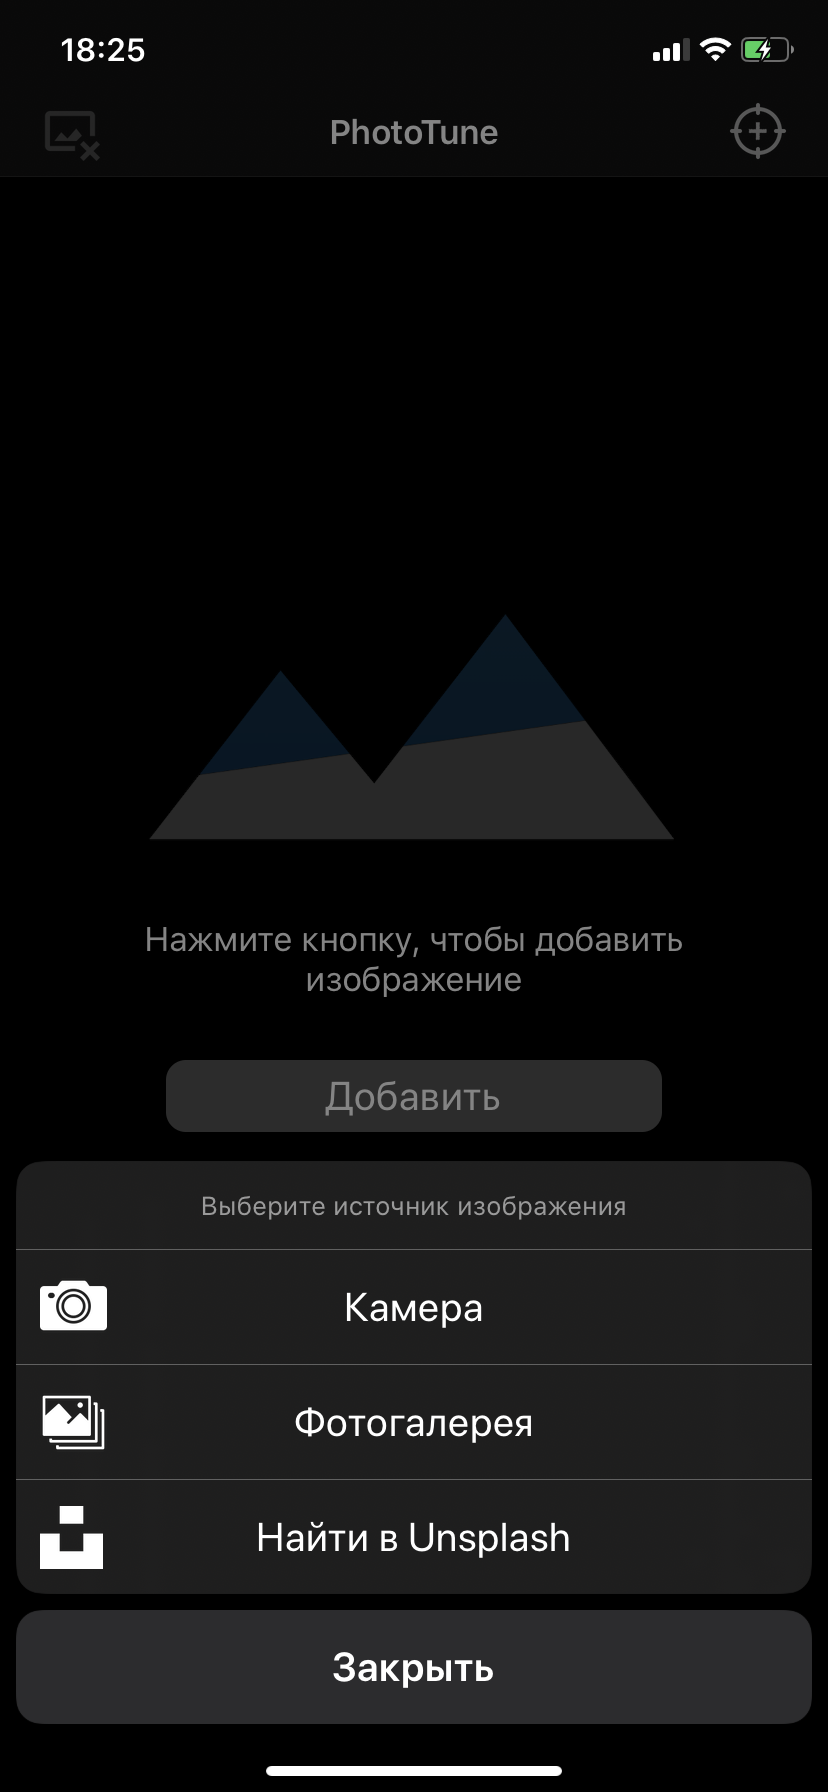 18:25
PhotoTune
Нажмите кнопку, чтобы добавить
изображение
Добавить
Выберите источник изображения
Камера
Фотогалерея
Найти в Unsplash
Закрыть